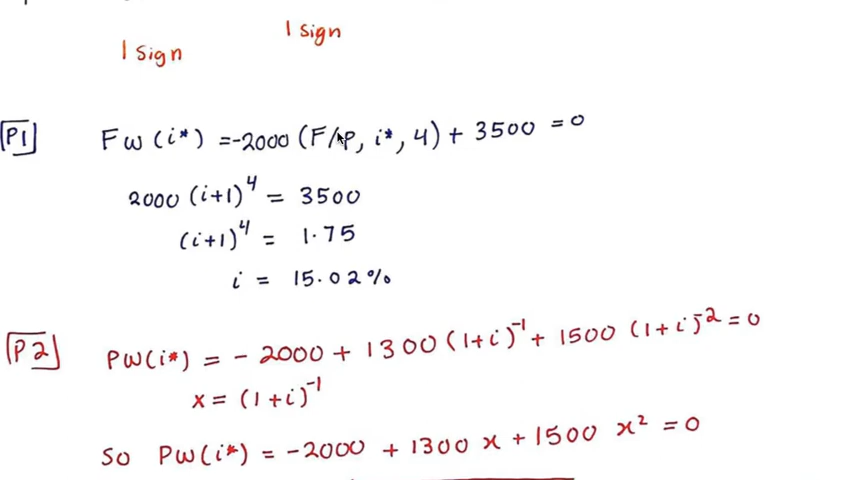 1 sign
1 sign
P1 FW (i*) = -2000 (F/P, i*, 4) + 3500 = 0
2000 (i+1)^4 = 3500
(i+1)^4 = 1.75
i = 15.02%
P2 PW(i*) = - 2000 + 1300 (1+i)^-1 + 1500 (1+i)^-2 = 0
x = (1+i)^-1
So PW(i*) = -2000 + 1300 x + 1500 x^2 = 0